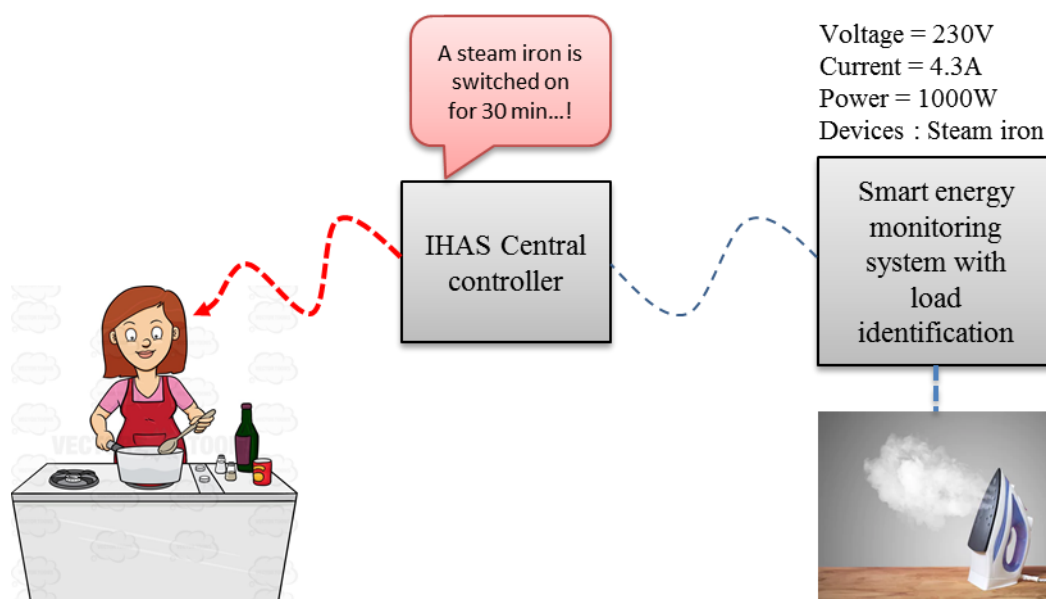 A steam iron is
switched on
for 30 min...!
Voltage = 230V
Current = 4.3A
Power = 1000W
Devices : Steam iron
IHAS Central
controller
Smart energy
monitoring
system with
load
identification